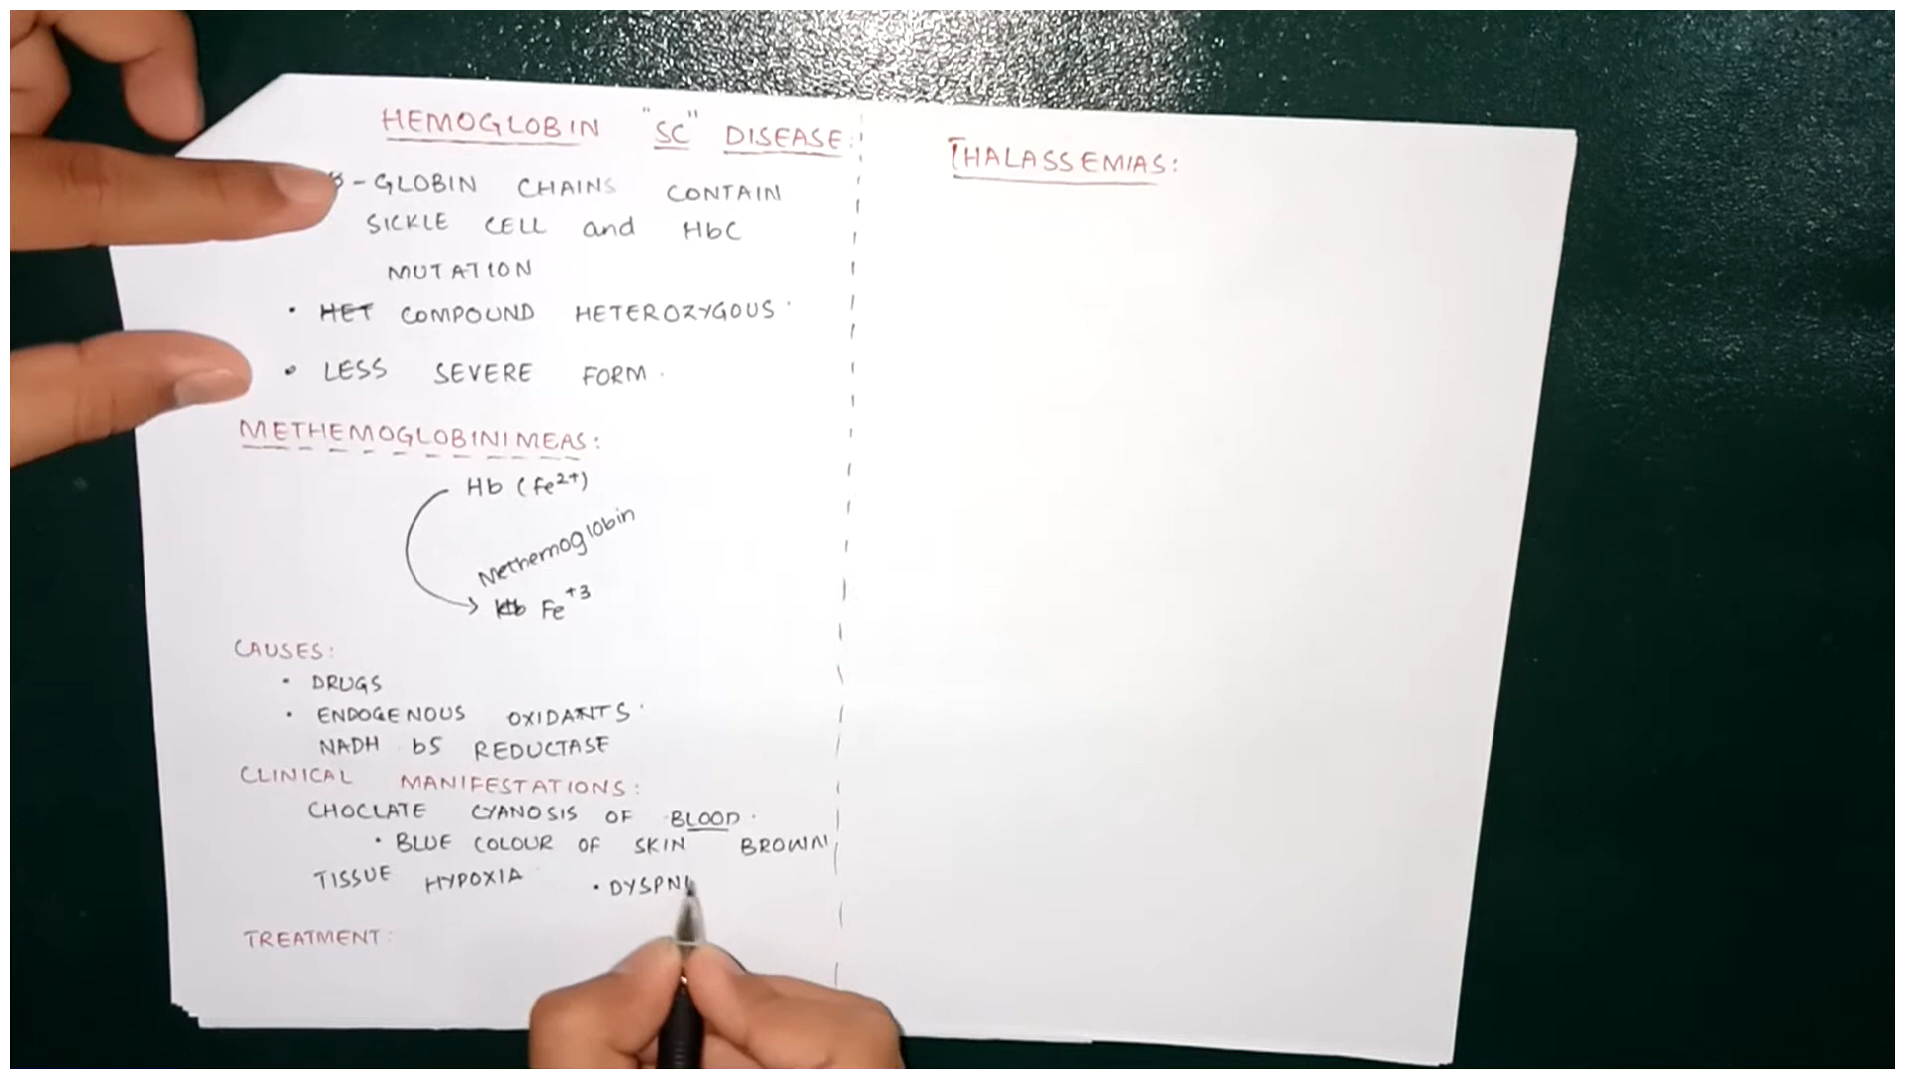 HEMOGLOBIN "SC" DISEASE:
β-GLOBIN CHAINS CONTAIN
SICKLE CELL and HbC
MUTATION
• HET COMPOUND HETEROZYGOUS.
• LESS SEVERE FORM.
METHEMOGLOBINIMEAS:
Hb (Fe2+)
Methemoglobin
Hb Fe+3
CAUSES:
• DRUGS
• ENDOGENOUS OXIDANTS.
NADH b5 REDUCTASE
CLINICAL MANIFESTATIONS:
CHOCLATE CYANOSIS OF BLOOD.
• BLUE COLOUR OF SKIN BROWN
TISSUE HYPOXIA • DYSPN
TREATMENT:
THALASSEMIAS: